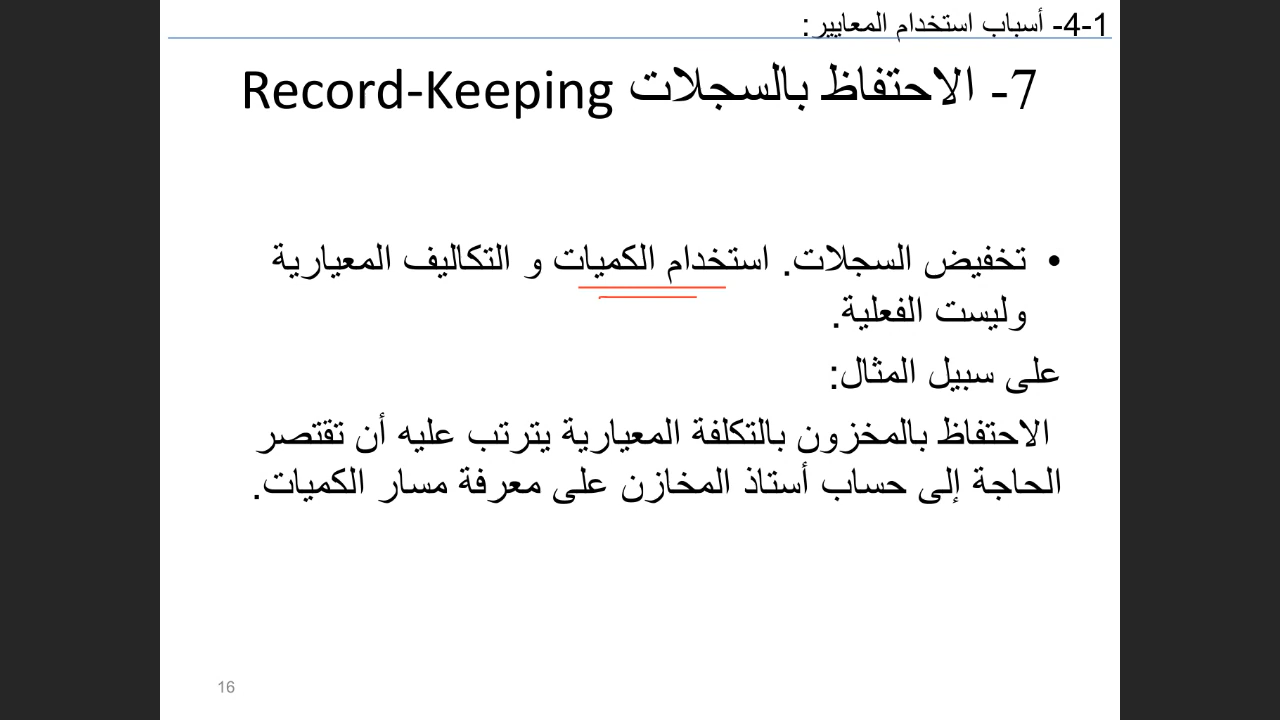 1-4- أسباب استخدام المعايير:
7- الاحتفاظ بالسجلات Record-Keeping
• تخفيض السجلات. استخدام الكميات و التكاليف المعيارية
وليست الفعلية.
على سبيل المثال:
الاحتفاظ بالمخزون بالتكلفة المعيارية يترتب عليه أن تقتصر
الحاجة إلى حساب أستاذ المخازن على معرفة مسار الكميات.
16